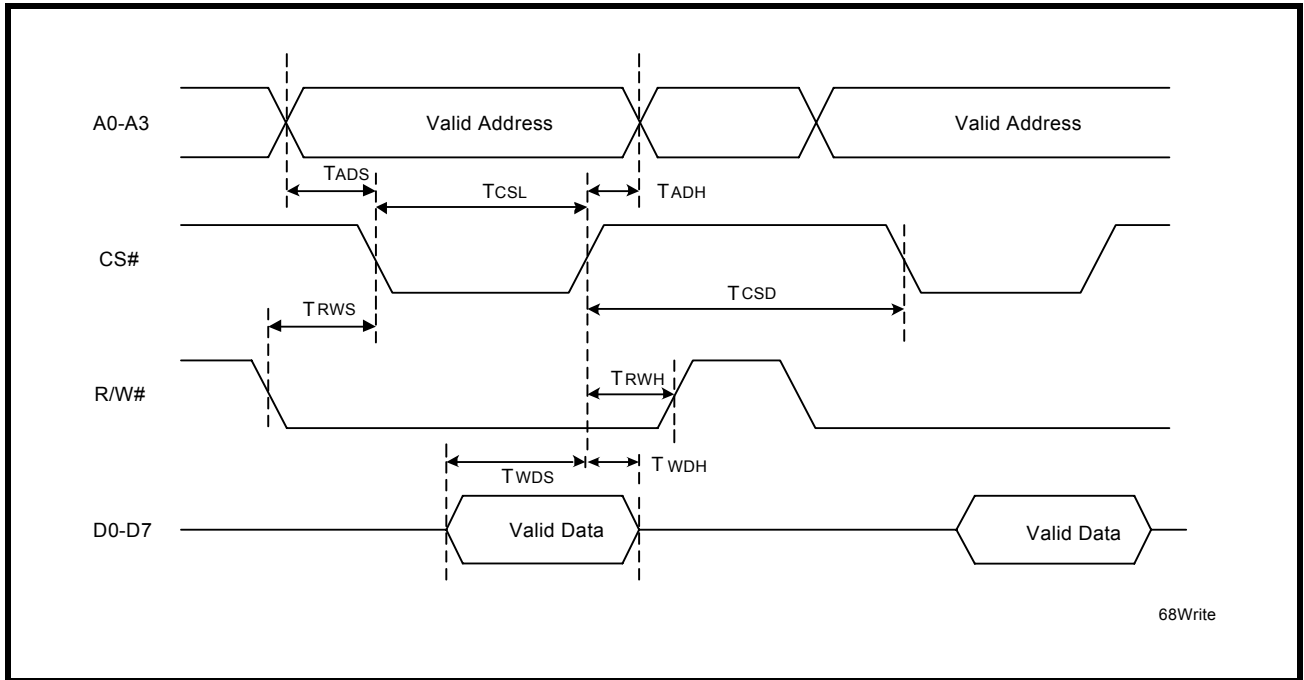 A0-A3
Valid Address
Valid Address
TADS
TCSL
TADH
CS#
TCSD
TRWS
R/W#
TRWH
TWDS
TWDH
D0-D7
Valid Data
Valid Data
68Write